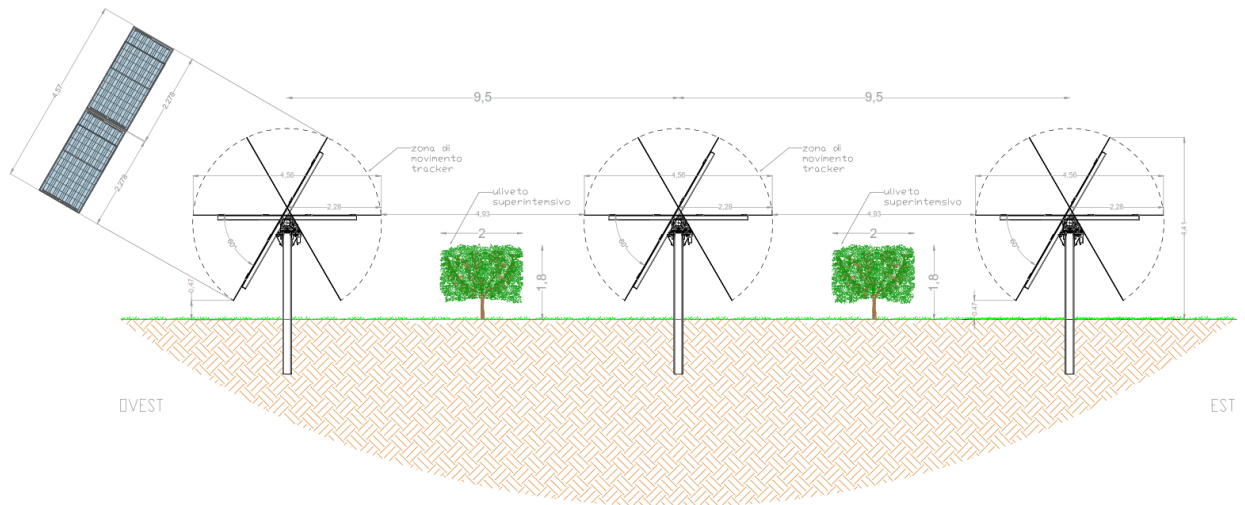 4,57
2,278
2,278
9,5
9,5
zona di
movimento
tracker
zona di
movimento
tracker
4,56
4,56
4,56
uliveto
superintensivo
uliveto
superintensivo
2,28
4,93
2,28
4,93
2,28
2
2
60°
60°
60°
1,8
1,8
4,41
0,47
0,47
OVEST
EST